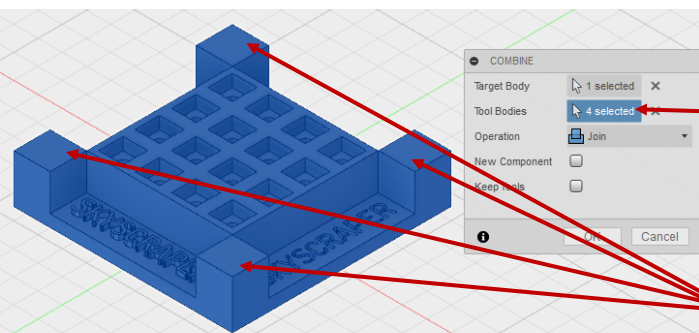 COMBINE
Target Body 1 selected
Tool Bodies 4 selected
Operation Join
New Component
Keep Tools
OK Cancel
SKYSCRAPER
SKYSCRAPER